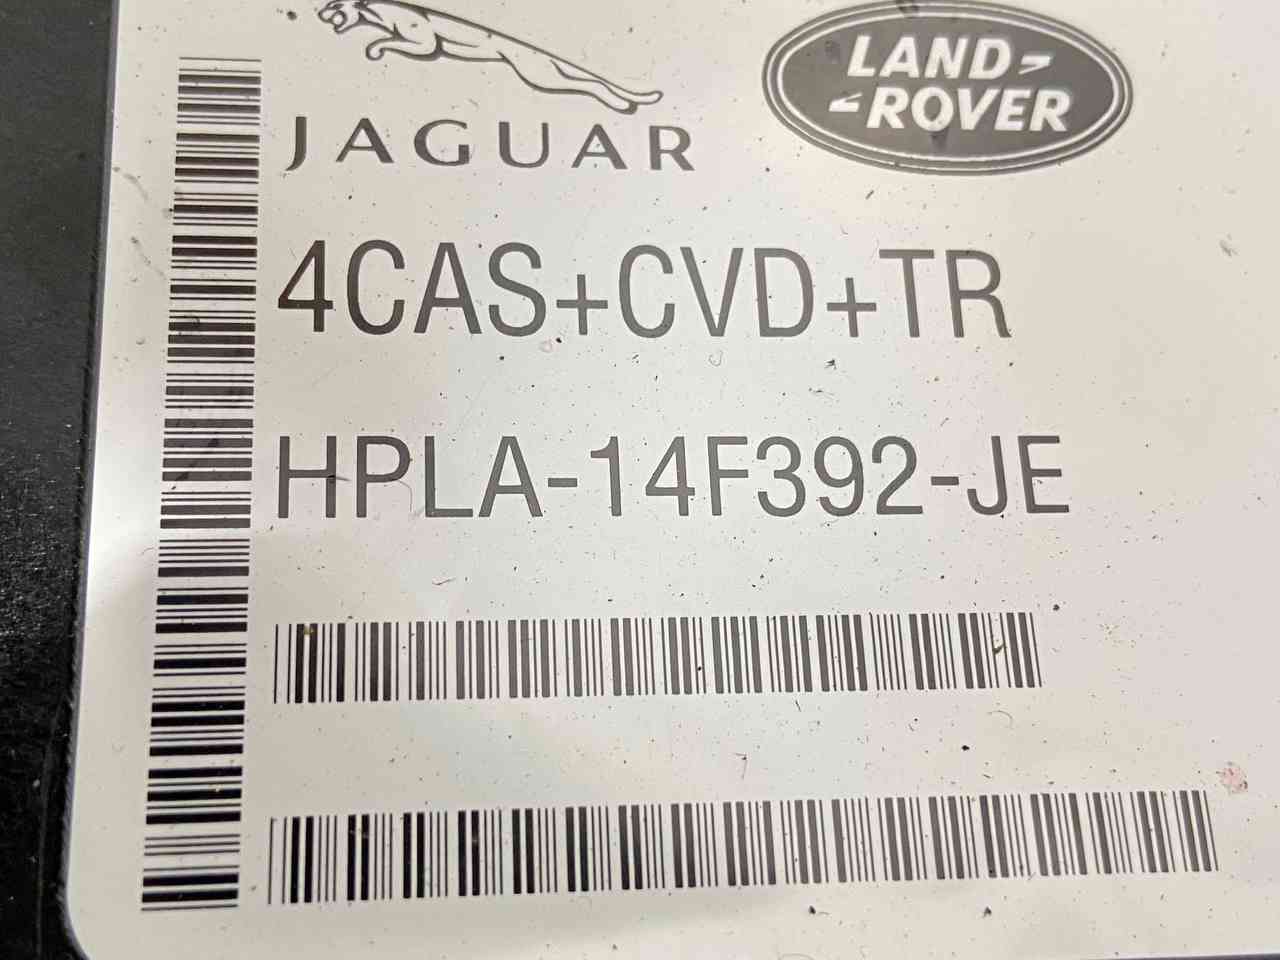 JAGUAR
LAND
ROVER
4CAS+CVD+TR
HPLA-14F392-JE